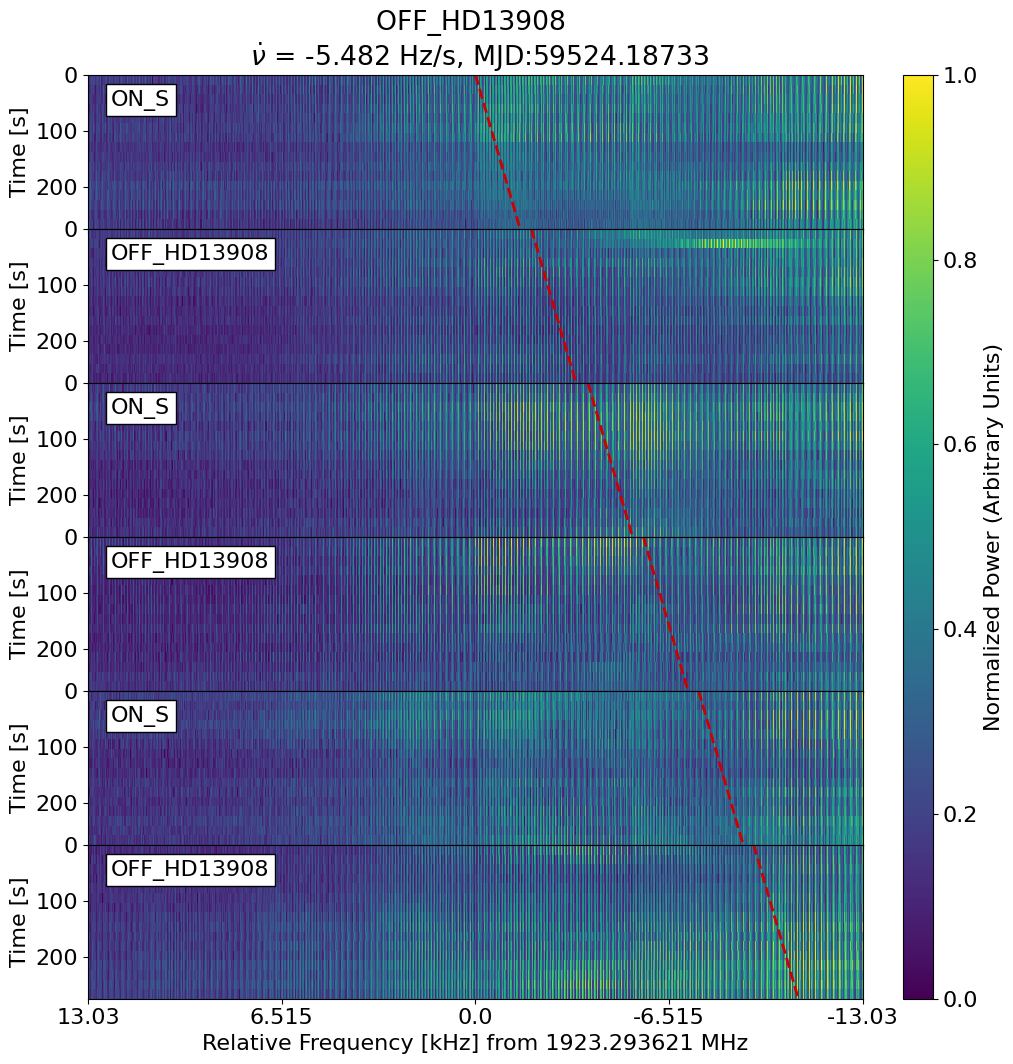 OFF_HD13908
ν̇ = -5.482 Hz/s, MJD:59524.18733
0
ON_S
100
200
Time [s]
0
OFF_HD13908
100
200
Time [s]
0
ON_S
100
200
Time [s]
0
OFF_HD13908
100
200
Time [s]
0
ON_S
100
200
Time [s]
0
OFF_HD13908
100
200
Time [s]
13.03 6.515 0.0 -6.515 -13.03
Relative Frequency [kHz] from 1923.293621 MHz
1.0
0.8
0.6
0.4
0.2
0.0
Normalized Power (Arbitrary Units)